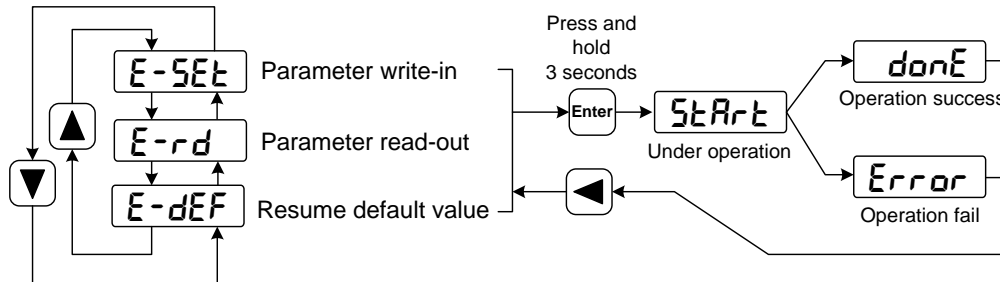 Press and
hold
3 seconds
E-SEt
Parameter write-in
E-rd
Parameter read-out
E-dEF
Resume default value
Enter
StArt
Under operation
donE
Operation success
Error
Operation fail